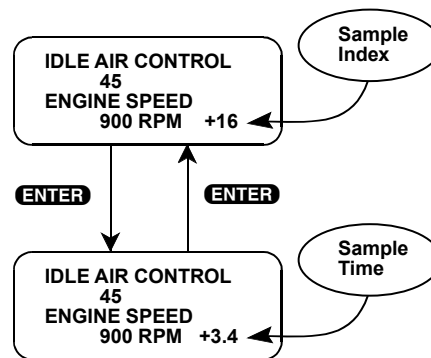 Sample
Index
IDLE AIR CONTROL
45
ENGINE SPEED
900 RPM +16
ENTER
ENTER
Sample
Time
IDLE AIR CONTROL
45
ENGINE SPEED
900 RPM +3.4